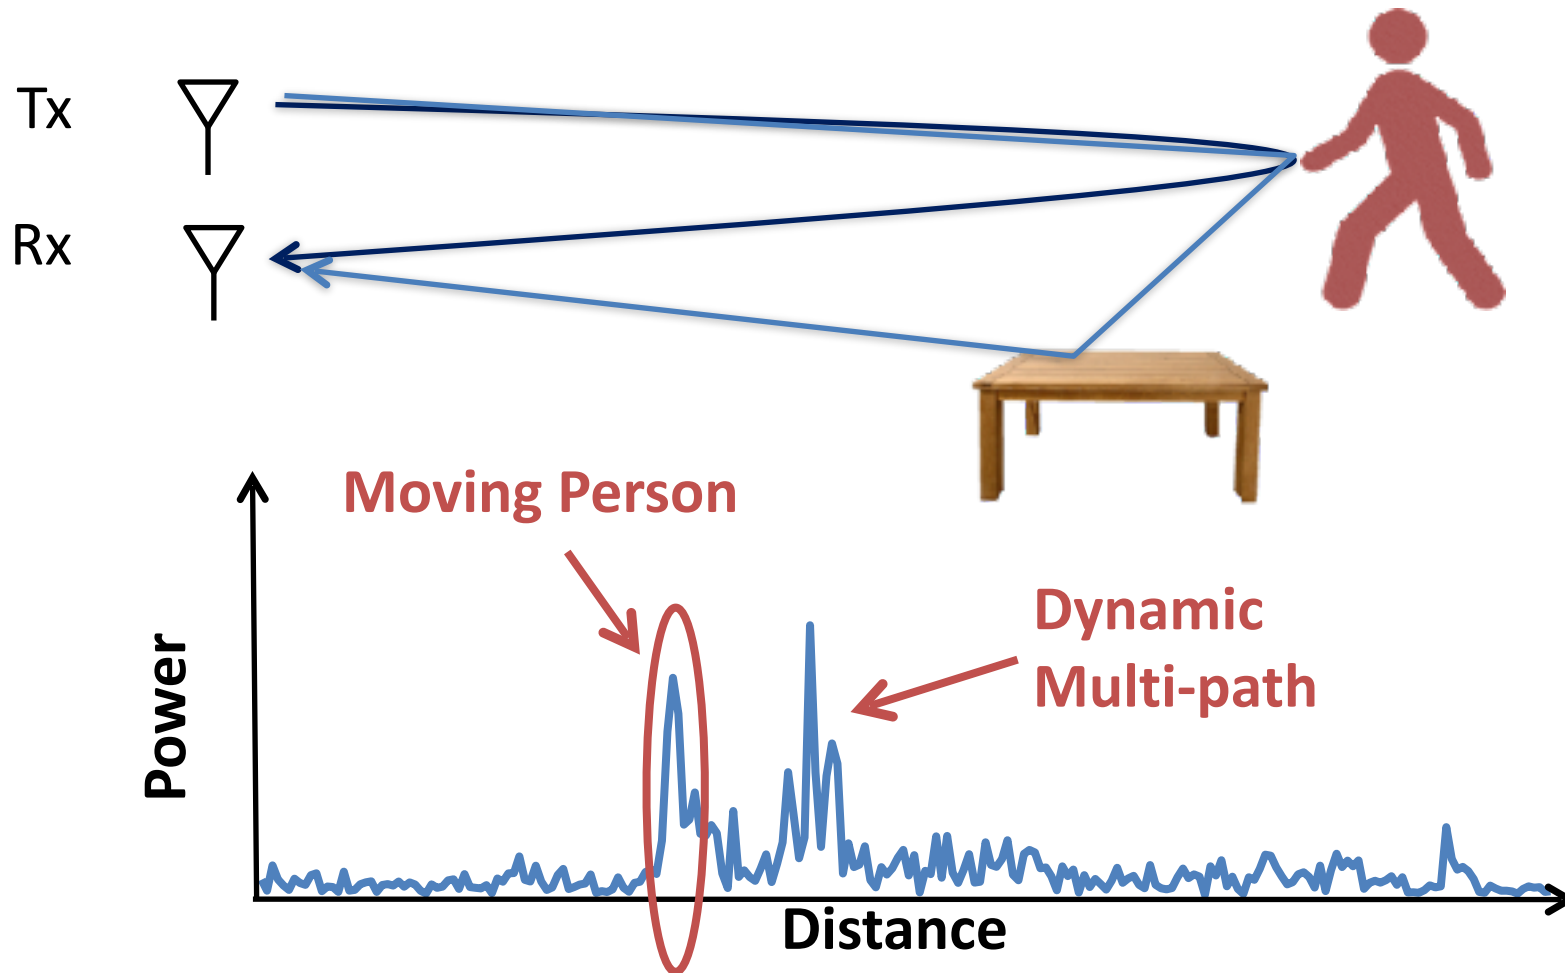 Tx
Rx
Moving Person
Dynamic
Multi-path
Power
Distance